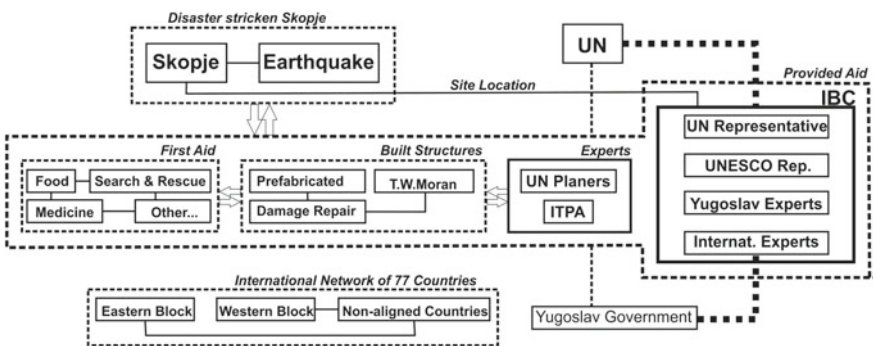 Disaster stricken Skopje
UN
Skopje
Earthquake
Provided Aid
Site Location
IBC
UN Representative
First Aid
Built Structures
Experts
UNESCO Rep.
Food
Search & Rescue
Prefabricated
T.W.Moran
UN Planers
Medicine
Other...
Damage Repair
ITPA
Yugoslav Experts
Internat. Experts
International Network of 77 Countries
Eastern Block
Western Block
Non-aligned Countries
Yugoslav Government